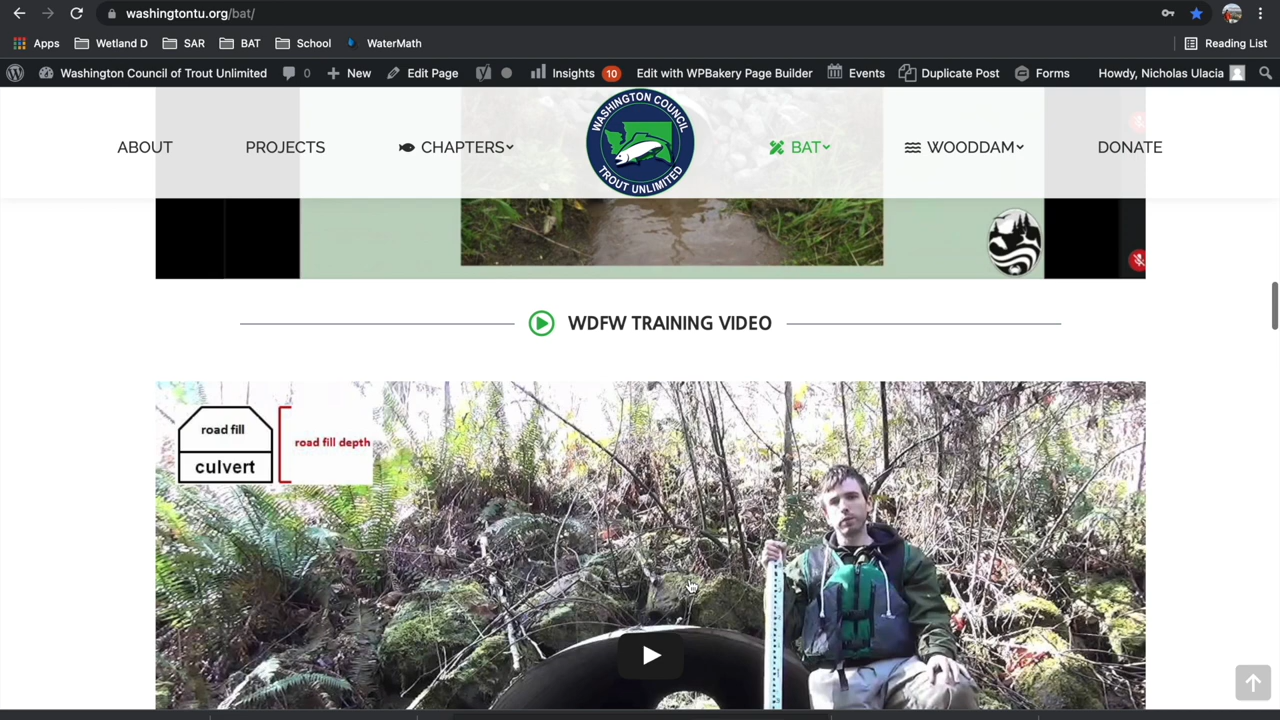 washingtontu.org/bat/
Apps Wetland D SAR BAT School WaterMath Reading List
Washington Council of Trout Unlimited 0 New Edit Page Insights 10 Edit with WPBakery Page Builder Events Duplicate Post Forms Howdy, Nicholas Ulacia
ABOUT PROJECTS CHAPTERS BAT WOODDAM DONATE
WASHINGTON COUNCIL
TROUT UNLIMITED
WDFW TRAINING VIDEO
road fill
road fill depth
culvert